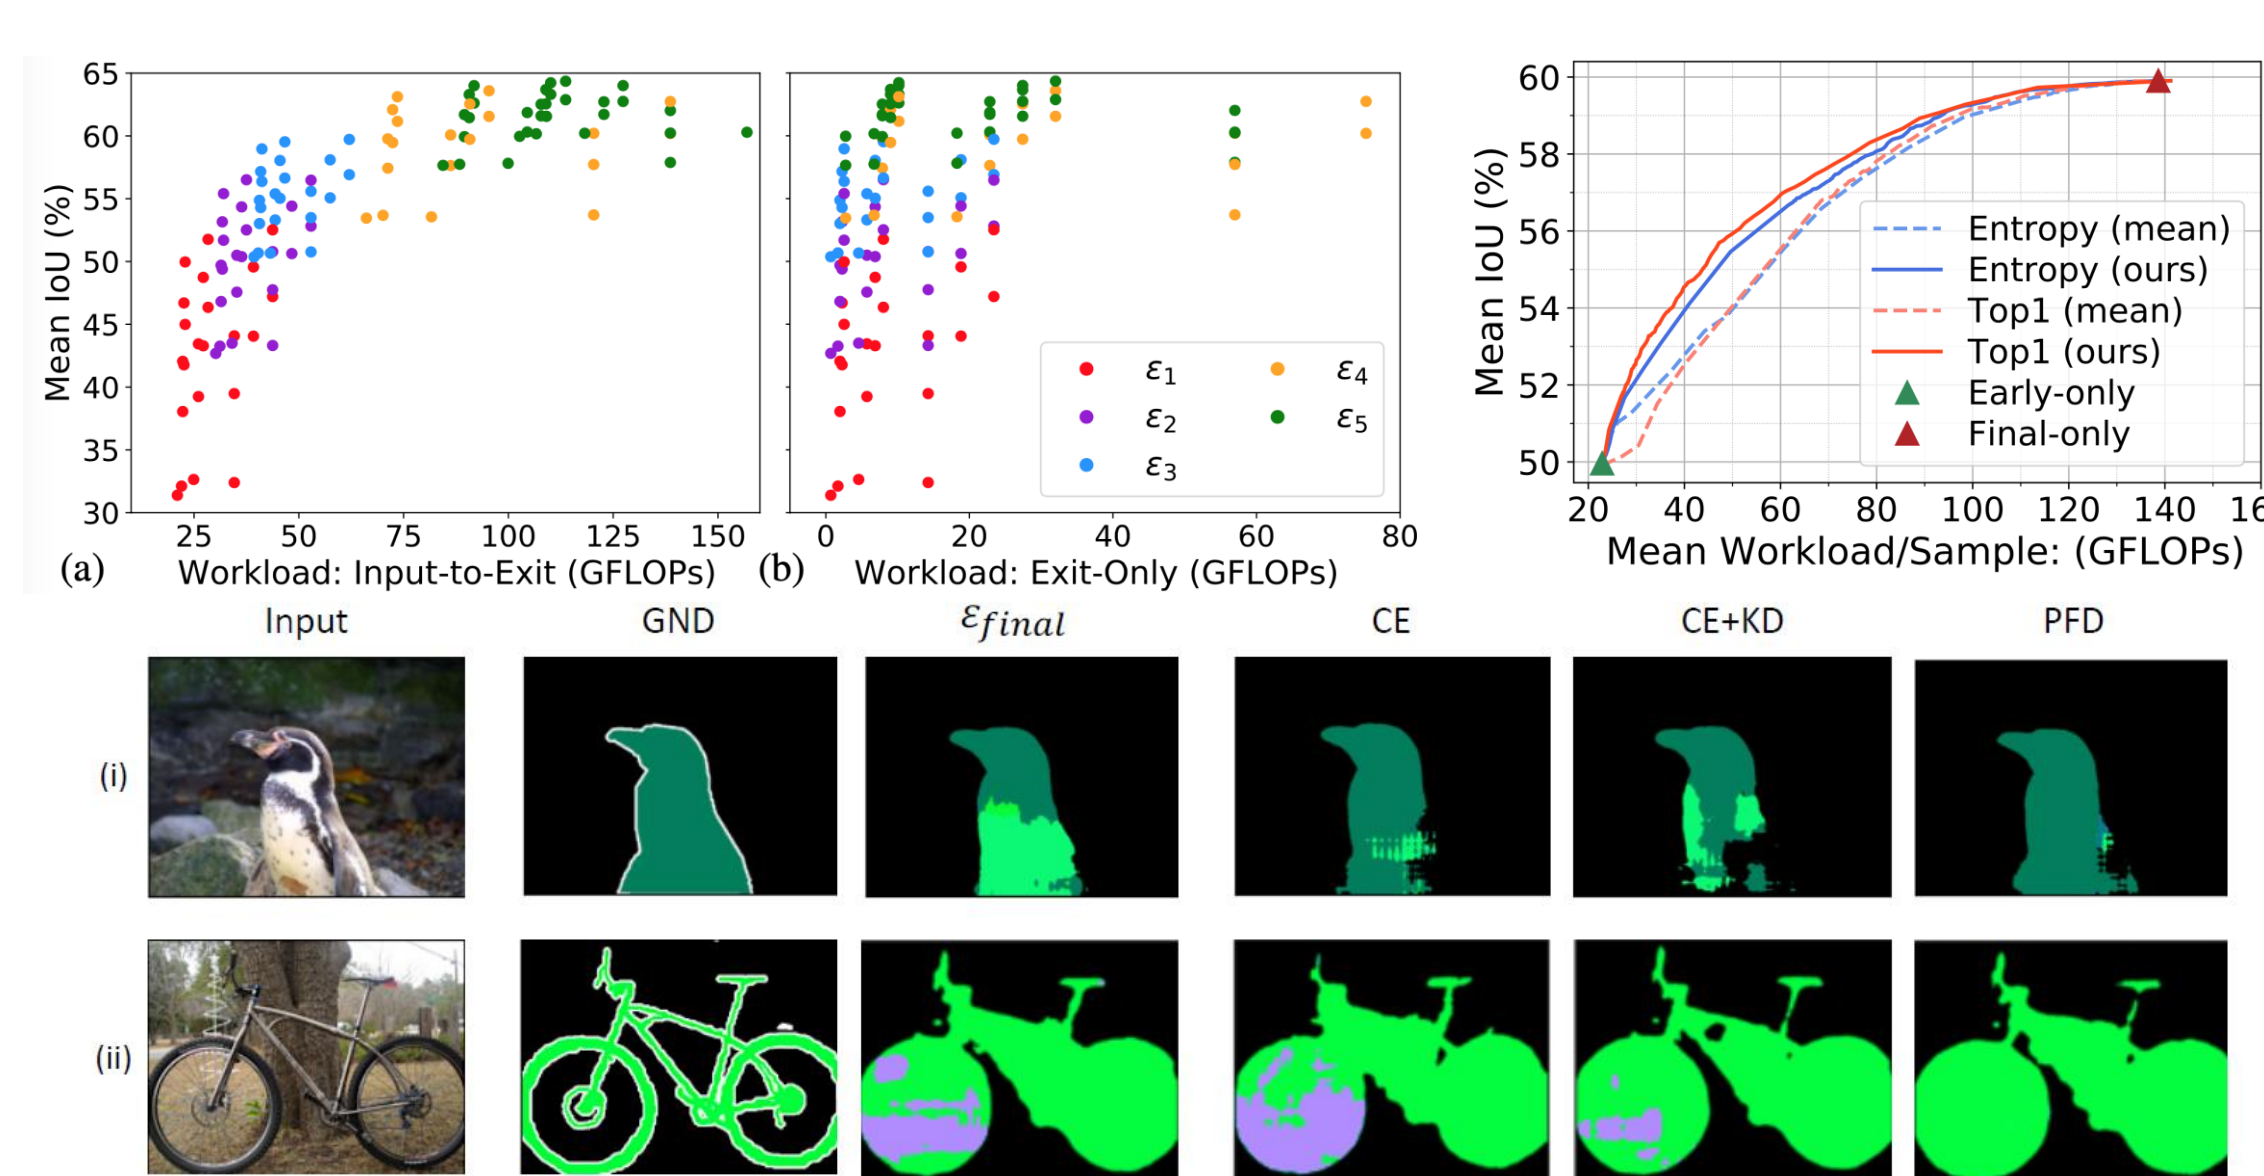 65
60
55
50
45
40
35
30
Mean IoU (%)
25 50 75 100 125 150
(a) Workload: Input-to-Exit (GFLOPs)
ε1 ε4
ε2 ε5
ε3
0 20 40 60 80
(b) Workload: Exit-Only (GFLOPs)
60
58
56
54
52
50
Mean IoU (%)
Entropy (mean)
Entropy (ours)
Top1 (mean)
Top1 (ours)
Early-only
Final-only
20 40 60 80 100 120 140
Mean Workload/Sample: (GFLOPs)
Input GND εfinal CE CE+KD PFD
(i)
(ii)